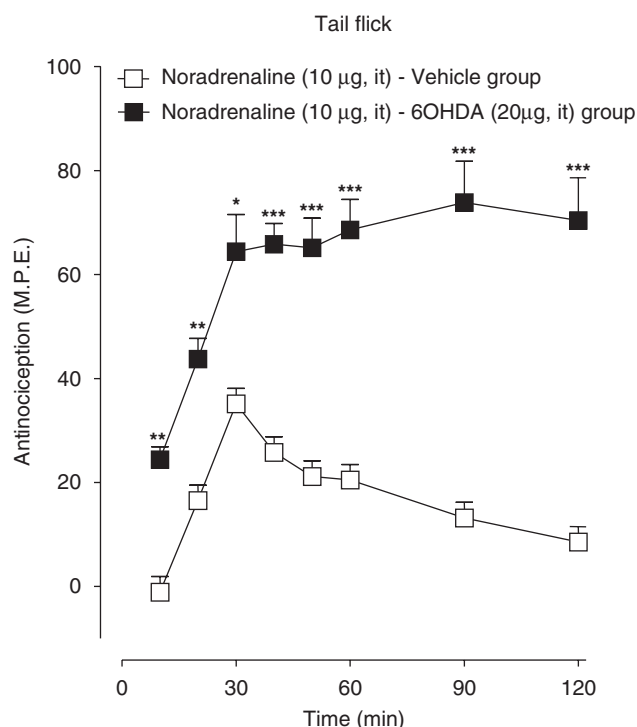 Tail flick
100
Noradrenaline (10 μg, it) - Vehicle group
Noradrenaline (10 μg, it) - 6OHDA (20μg, it) group
***
***
80
***
*
***
***
60
**
40
**
20
0
Antinociception (M.P.E.)
0 30 60 90 120
Time (min)